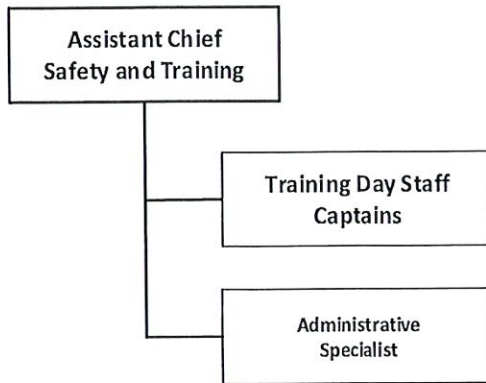 Assistant Chief
Safety and Training
Training Day Staff
Captains
Administrative
Specialist